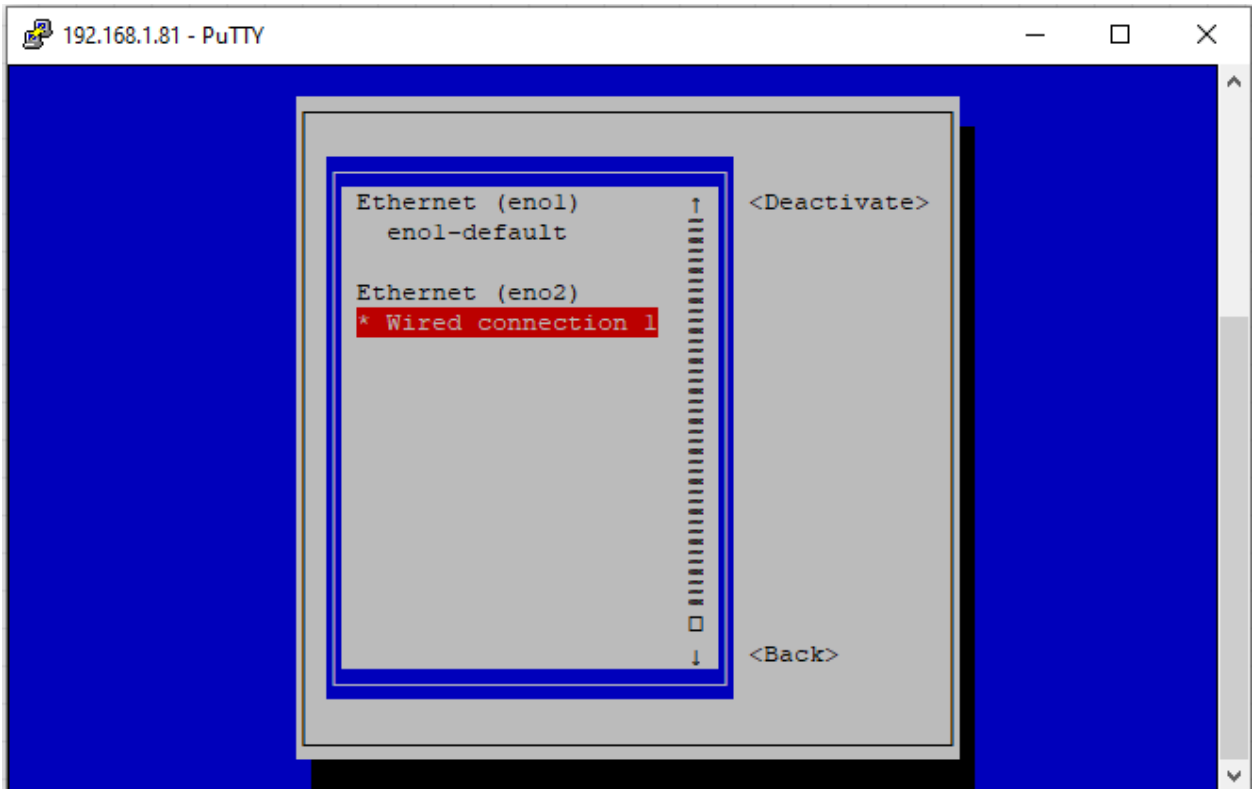 192.168.1.81 - PuTTY
Ethernet (eno1) <Deactivate>
eno1-default
Ethernet (eno2)
* Wired connection 1
<Back>